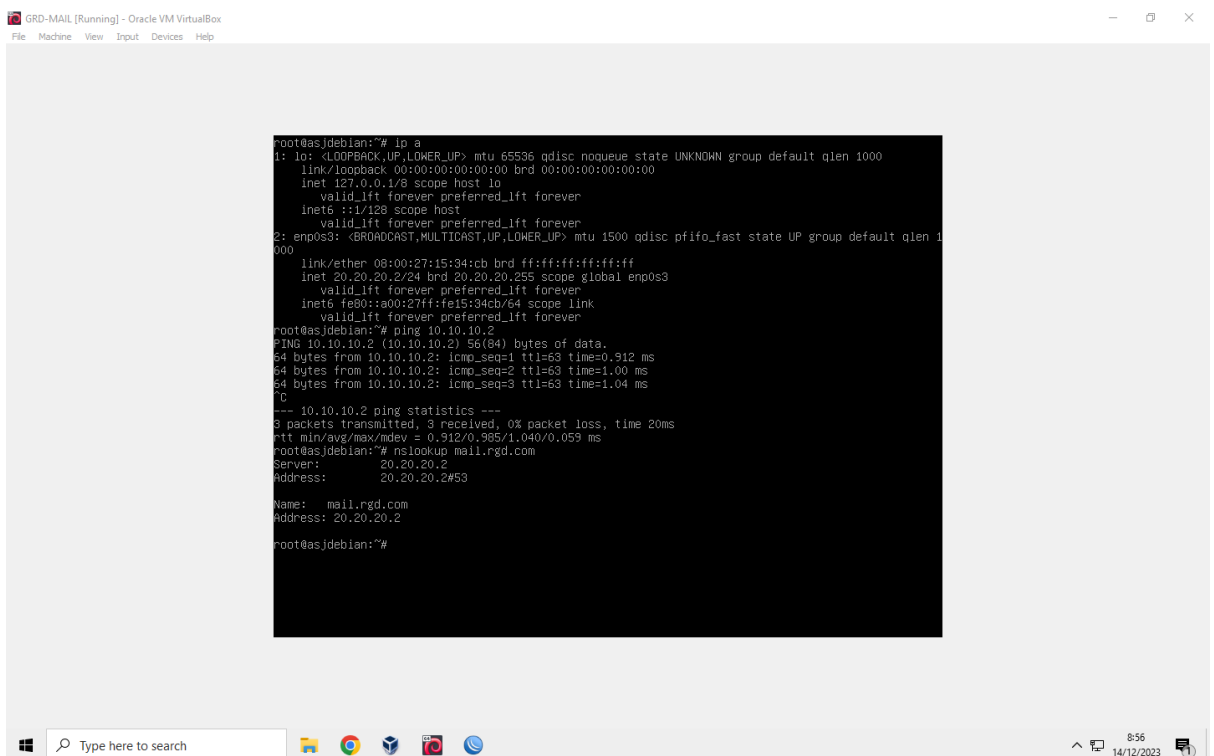 GRD-MAIL [Running] - Oracle VM VirtualBox
File Machine View Input Devices Help
root@asjdebian:~# ip a
1: lo: <LOOPBACK,UP,LOWER_UP> mtu 65536 qdisc noqueue state UNKNOWN group default qlen 1000
link/loopback 00:00:00:00:00:00 brd 00:00:00:00:00:00
inet 127.0.0.1/8 scope host lo
valid_lft forever preferred_lft forever
inet6 ::1/128 scope host
valid_lft forever preferred_lft forever
2: enp0s3: <BROADCAST,MULTICAST,UP,LOWER_UP> mtu 1500 qdisc pfifo_fast state UP group default qlen 1
000
link/ether 08:00:27:15:34:cb brd ff:ff:ff:ff:ff:ff
inet 20.20.20.2/24 brd 20.20.20.255 scope global enp0s3
valid_lft forever preferred_lft forever
inet6 fe80::a00:27ff:fe15:34cb/64 scope link
valid_lft forever preferred_lft forever
root@asjdebian:~# ping 10.10.10.2
PING 10.10.10.2 (10.10.10.2) 56(84) bytes of data.
64 bytes from 10.10.10.2: icmp_seq=1 ttl=63 time=0.912 ms
64 bytes from 10.10.10.2: icmp_seq=2 ttl=63 time=1.00 ms
64 bytes from 10.10.10.2: icmp_seq=3 ttl=63 time=1.04 ms
^C
--- 10.10.10.2 ping statistics ---
3 packets transmitted, 3 received, 0% packet loss, time 20ms
rtt min/avg/max/mdev = 0.912/0.985/1.040/0.059 ms
root@asjdebian:~# nslookup mail.rgd.com
Server: 20.20.20.2
Address: 20.20.20.2#53
Name: mail.rgd.com
Address: 20.20.20.2
root@asjdebian:~#
Type here to search
8:56
14/12/2023